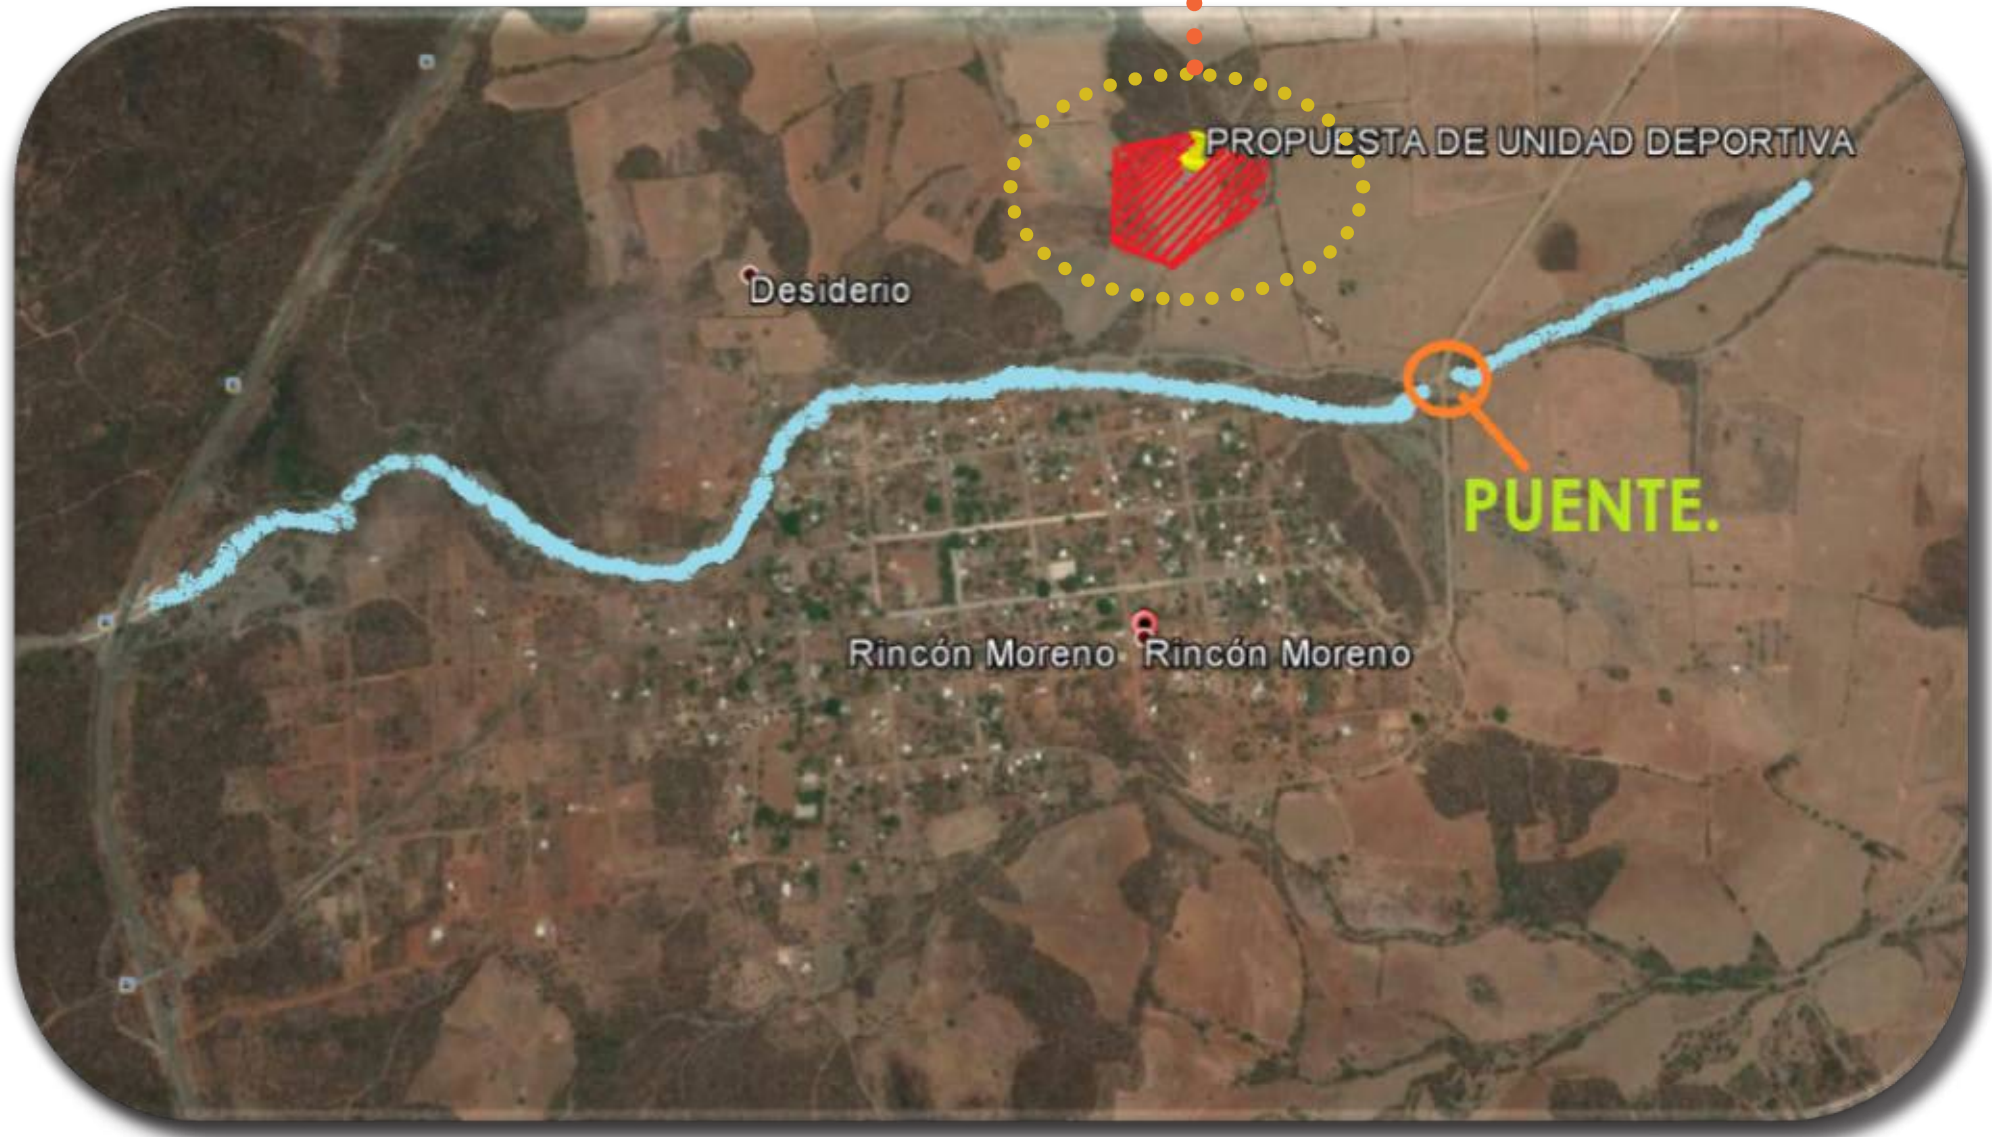 PROPUESTA DE UNIDAD DEPORTIVA
Desiderio
PUENTE.
Rincón Moreno Rincón Moreno